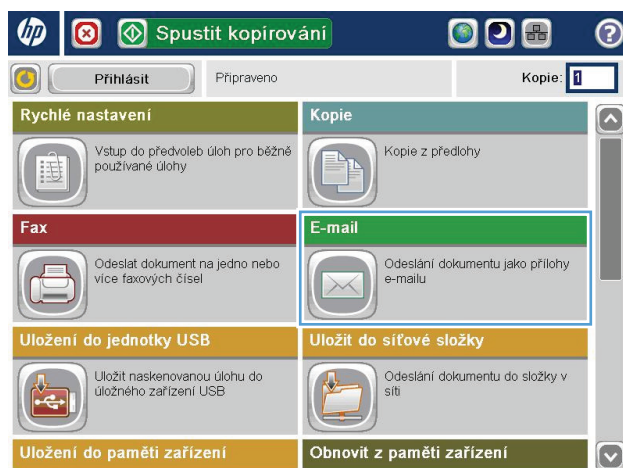 hp
Spustit kopírování
?
Přihlásit
Připraveno
Kopie: 1
Rychlé nastavení
Vstup do předvoleb úloh pro běžně
používané úlohy
Kopie
Kopie z předlohy
Fax
Odeslat dokument na jedno nebo
více faxových čísel
E-mail
Odeslání dokumentu jako přílohy
e-mailu
Uložení do jednotky USB
Uložit naskenovanou úlohu do
úložného zařízení USB
Uložit do síťové složky
Odeslání dokumentu do složky v
síti
Uložení do paměti zařízení
Obnovit z paměti zařízení